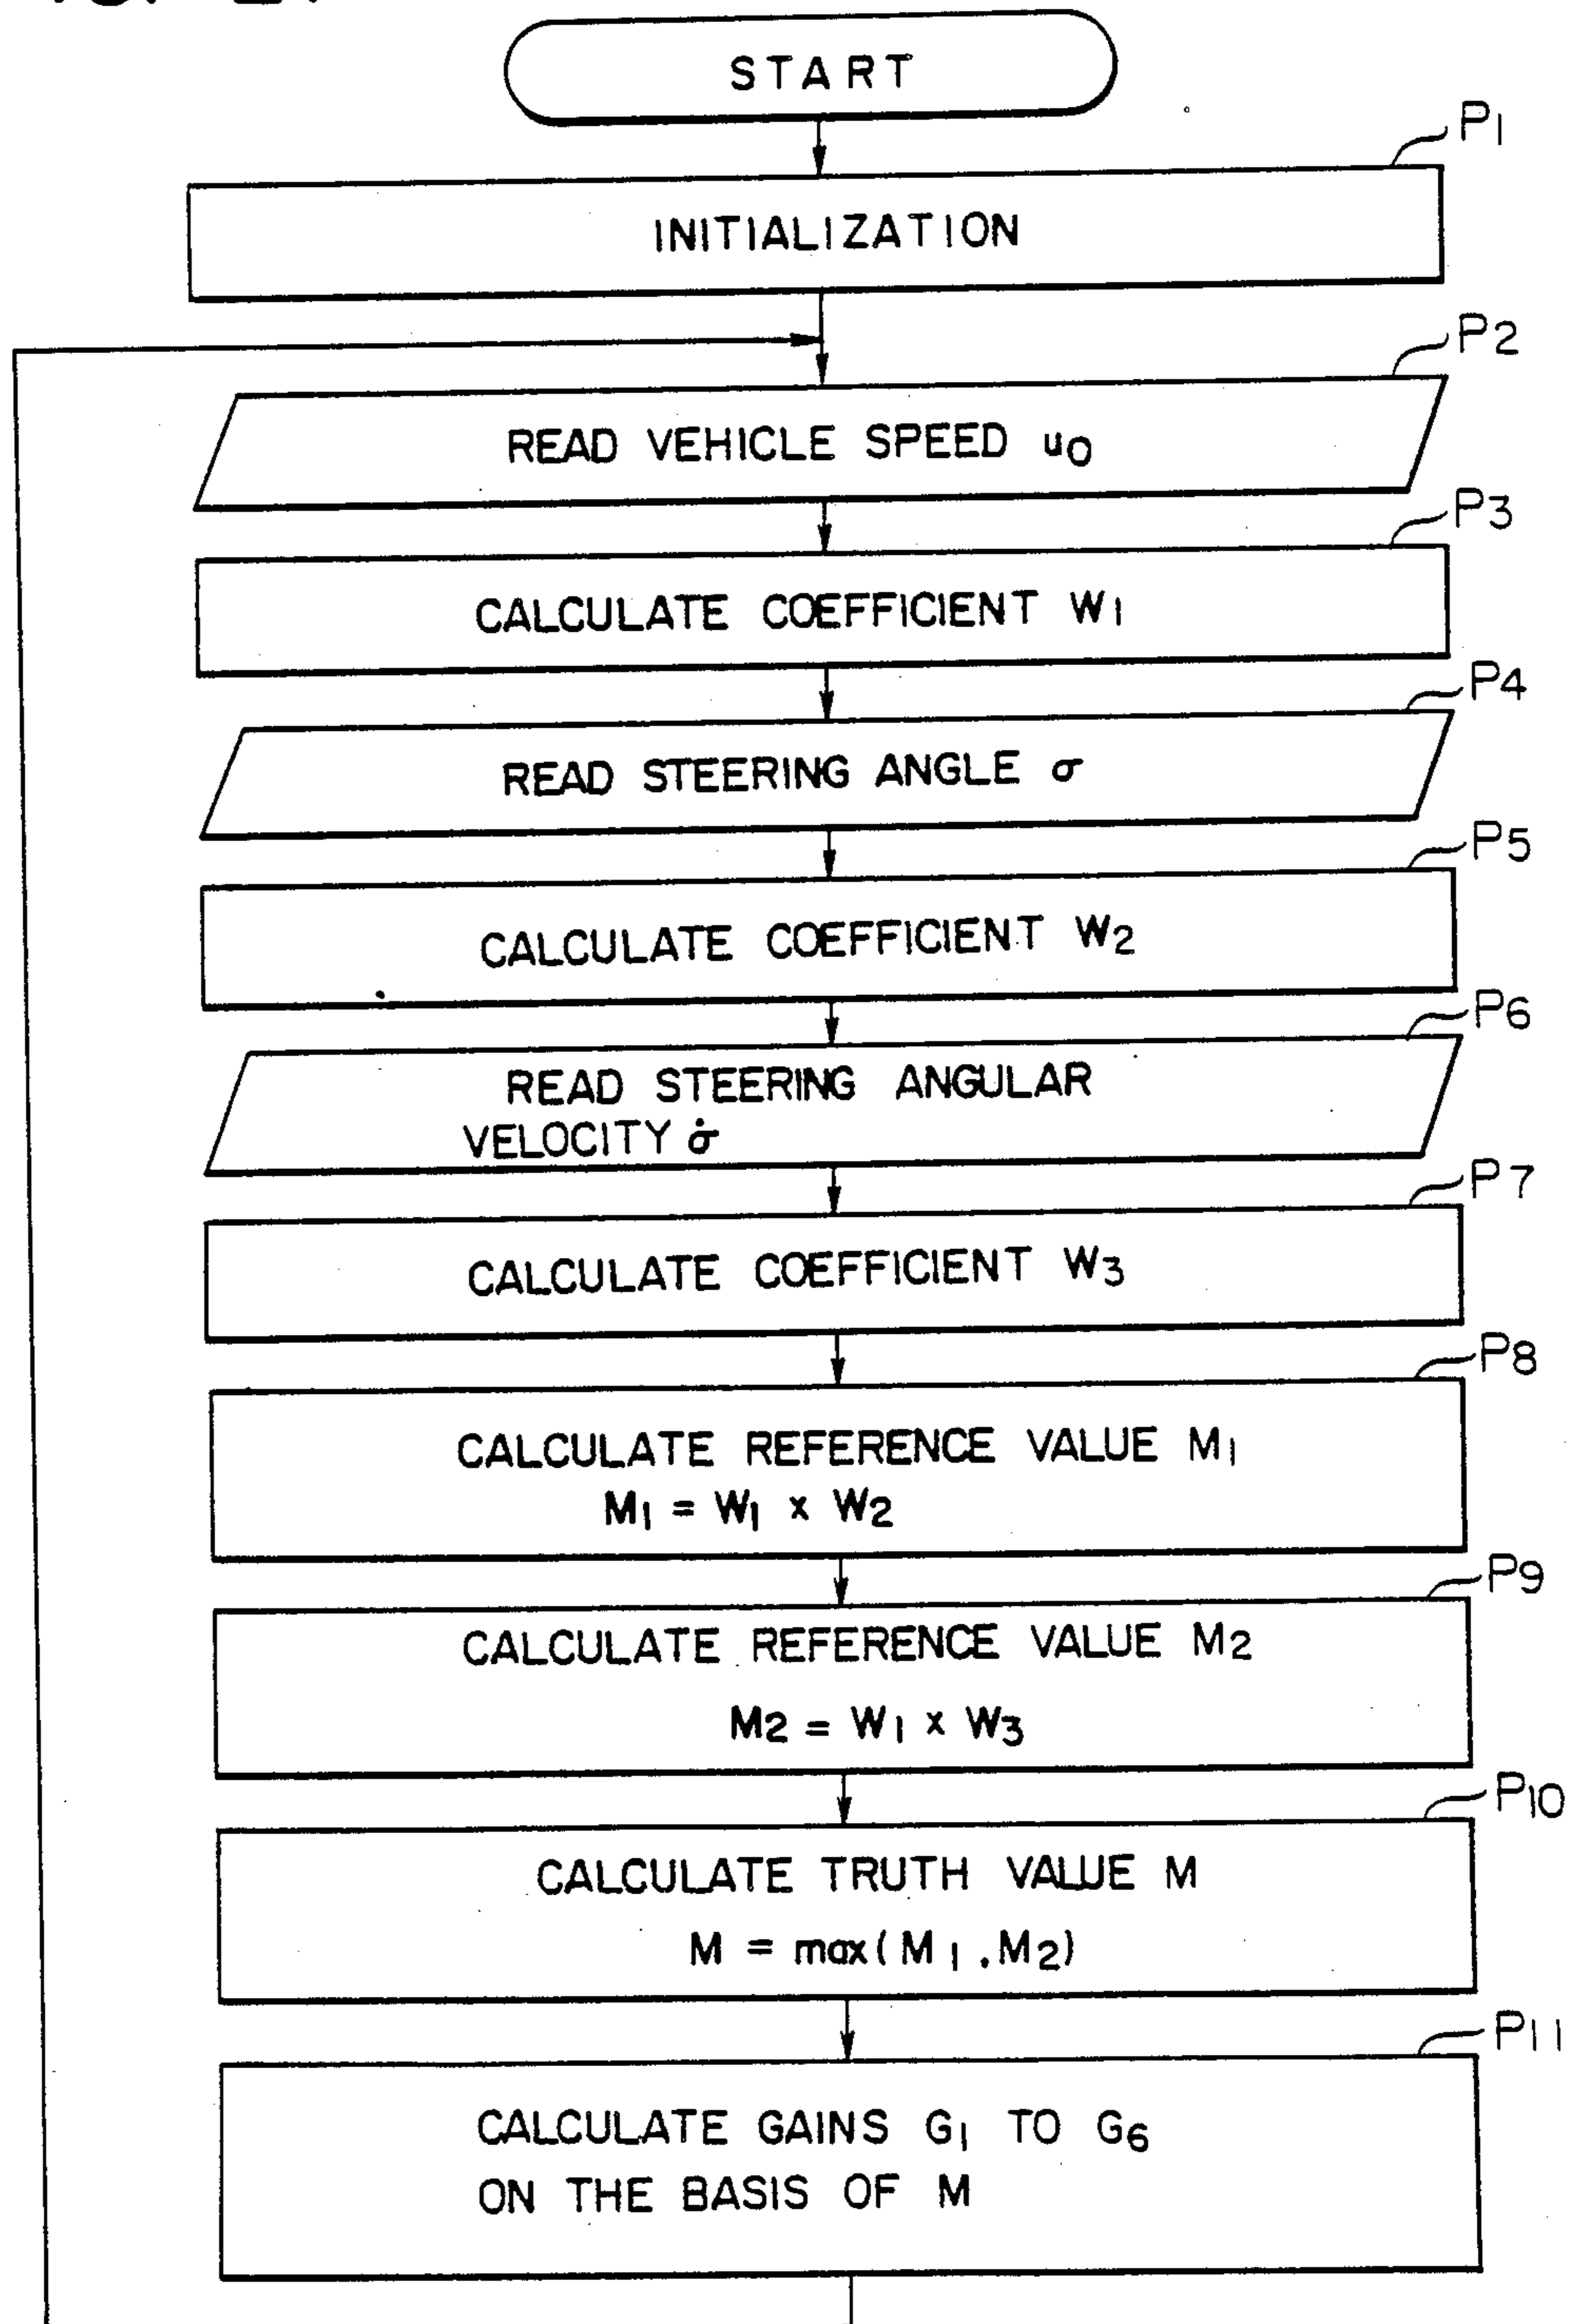 START
P1
INITIALIZATION
P2
READ VEHICLE SPEED u0
P3
CALCULATE COEFFICIENT W1
P4
READ STEERING ANGLE σ
P5
CALCULATE COEFFICIENT W2
P6
READ STEERING ANGULAR
VELOCITY σ̇
P7
CALCULATE COEFFICIENT W3
P8
CALCULATE REFERENCE VALUE M1
M1 = W1 x W2
P9
CALCULATE REFERENCE VALUE M2
M2 = W1 x W3
P10
CALCULATE TRUTH VALUE M
M = max(M1 . M2)
P11
CALCULATE GAINS G1 TO G6
ON THE BASIS OF M